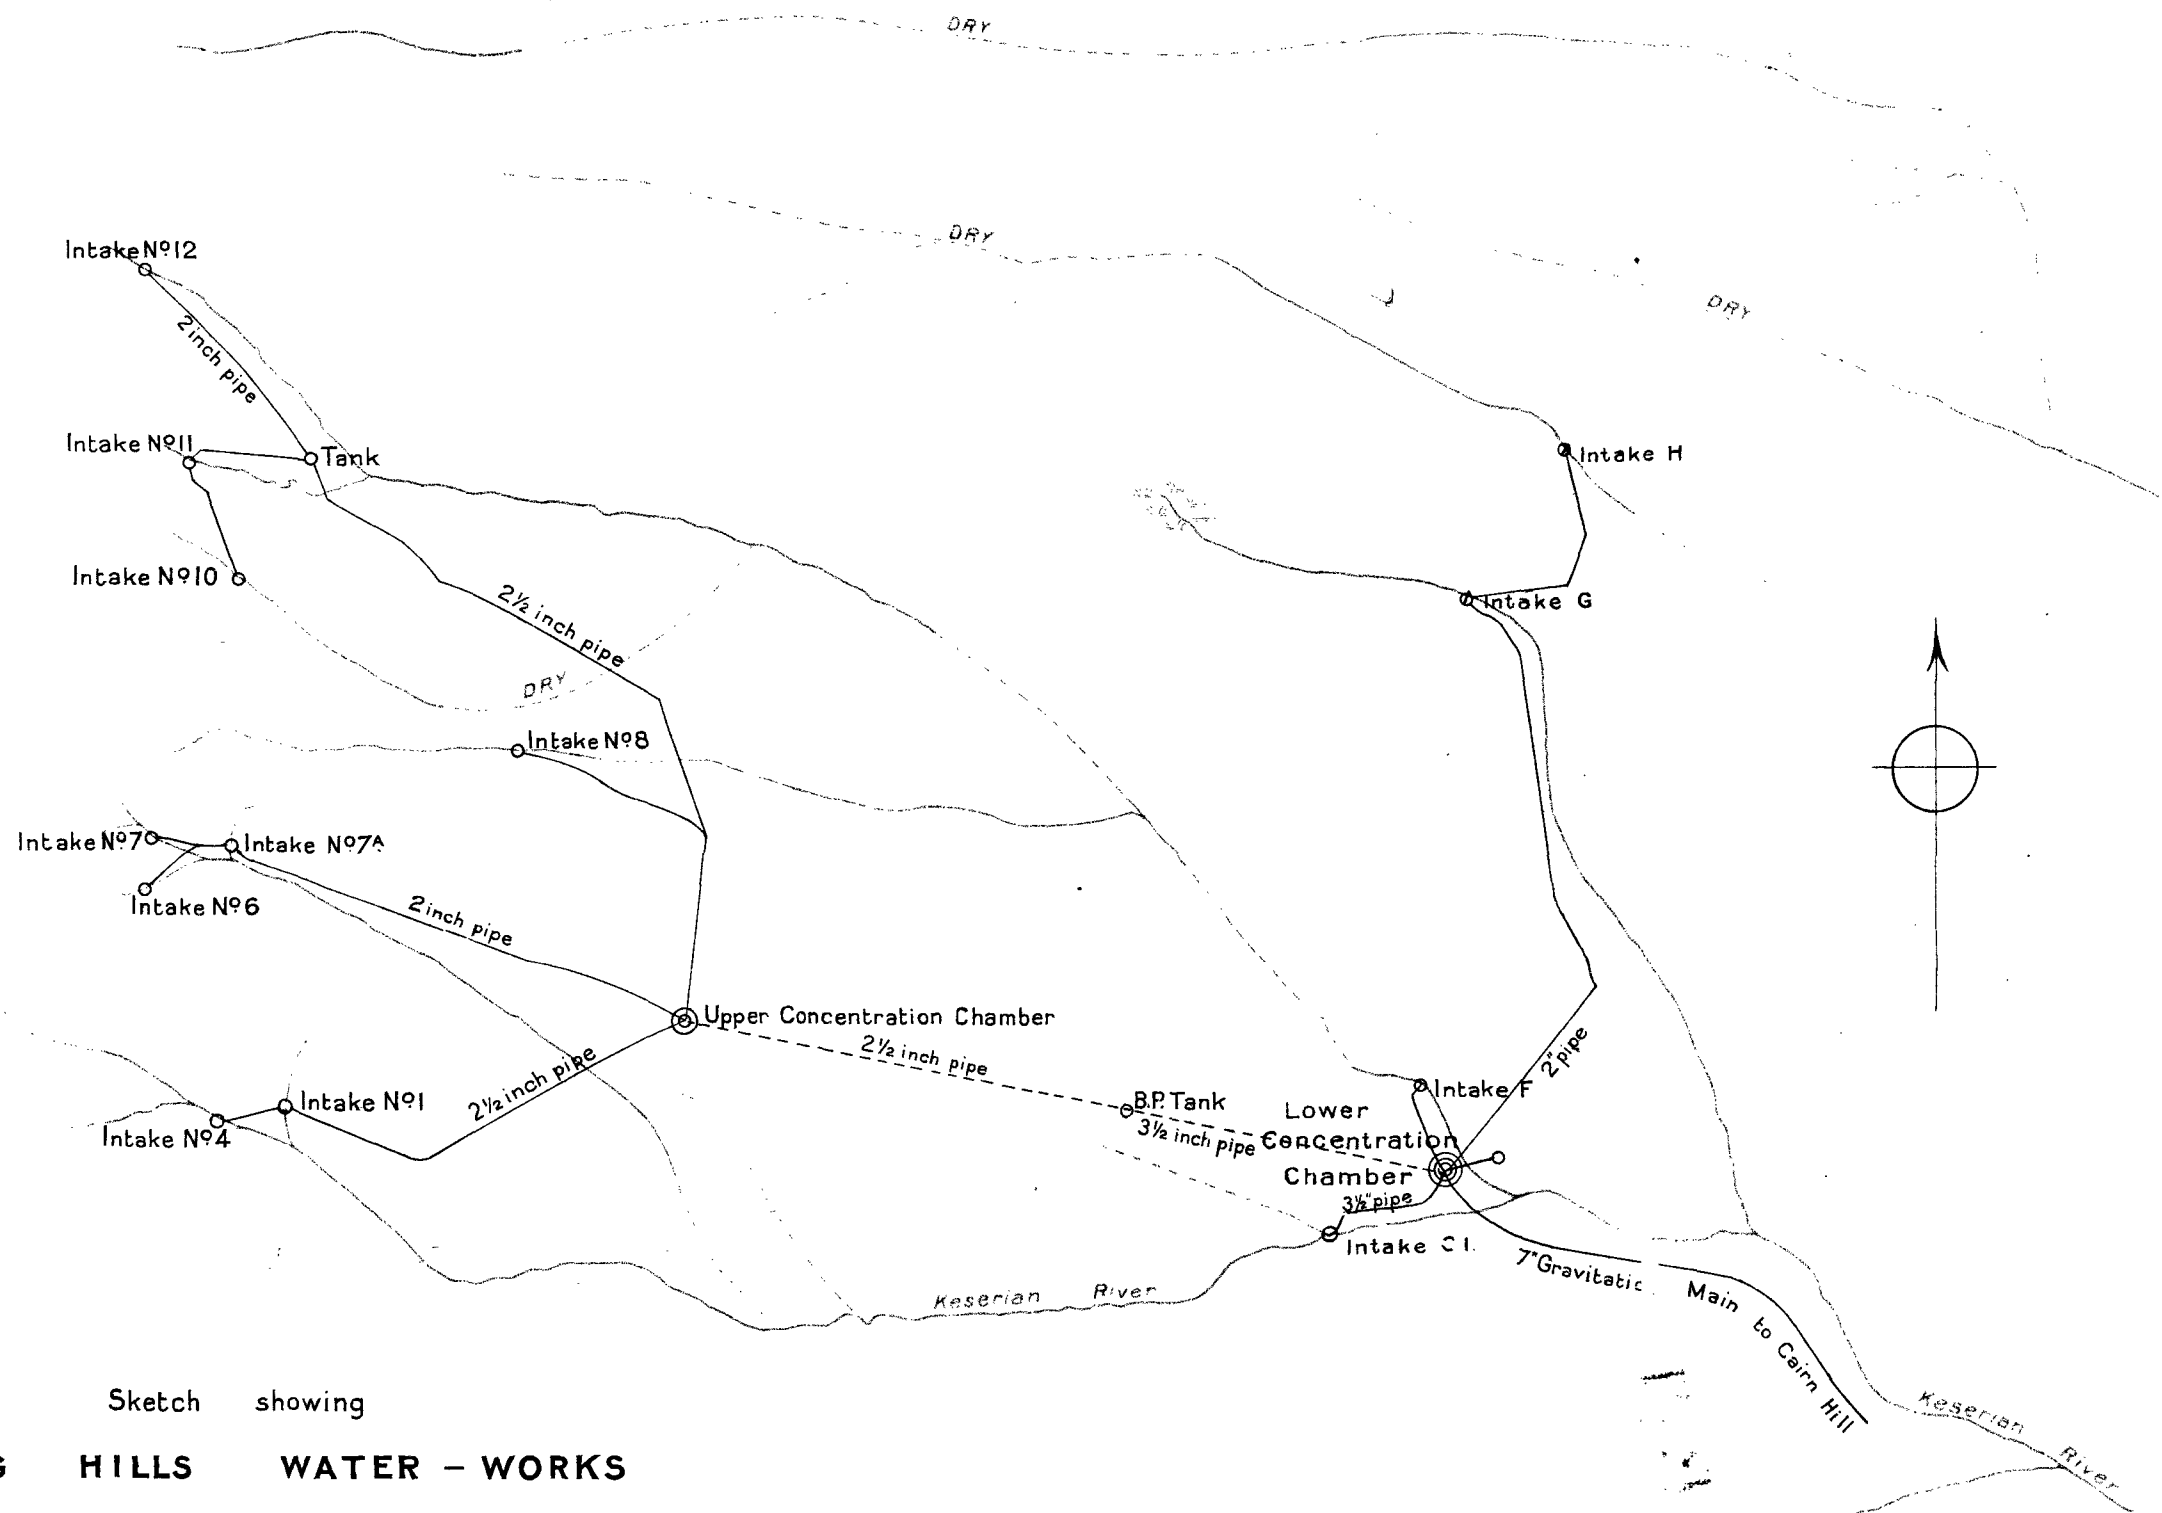 DRY
DRY
DRY
Intake Nº12
2 inch pipe
Intake Nº11
Tank
Intake H
Intake Nº10
2½ inch pipe
Intake G
DRY
Intake Nº8
Intake Nº7
Intake Nº7A
Intake Nº6
2 inch pipe
Upper Concentration Chamber
2½ inch pipe
2" pipe
Intake Nº1
2½ inch pipe
Intake Nº4
B.P. Tank
3½ inch pipe
Intake F
Lower
Concentration
Chamber
3½" pipe
Intake
7" Gravitatic Main to Cairn Hill
Keserian River
Keserian River
Sketch showing
HILLS WATER – WORKS